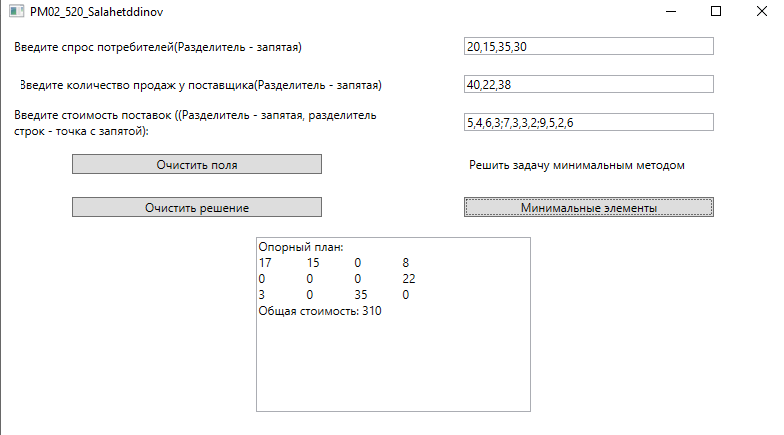 PM02_520_Salahetddinov
Введите спрос потребителей(Разделитель - запятая)
20,15,35,30
Введите количество продаж у поставщика(Разделитель - запятая)
40,22,38
Введите стоимость поставок ((Разделитель - запятая, разделитель
строк - точка с запятой):
5,4,6,3;7,3,3,2;9,5,2,6
Очистить поля
Решить задачу минимальным методом
Очистить решение
Минимальные элементы
Опорный план:
17 15 0 8
0 0 0 22
3 0 35 0
Общая стоимость: 310